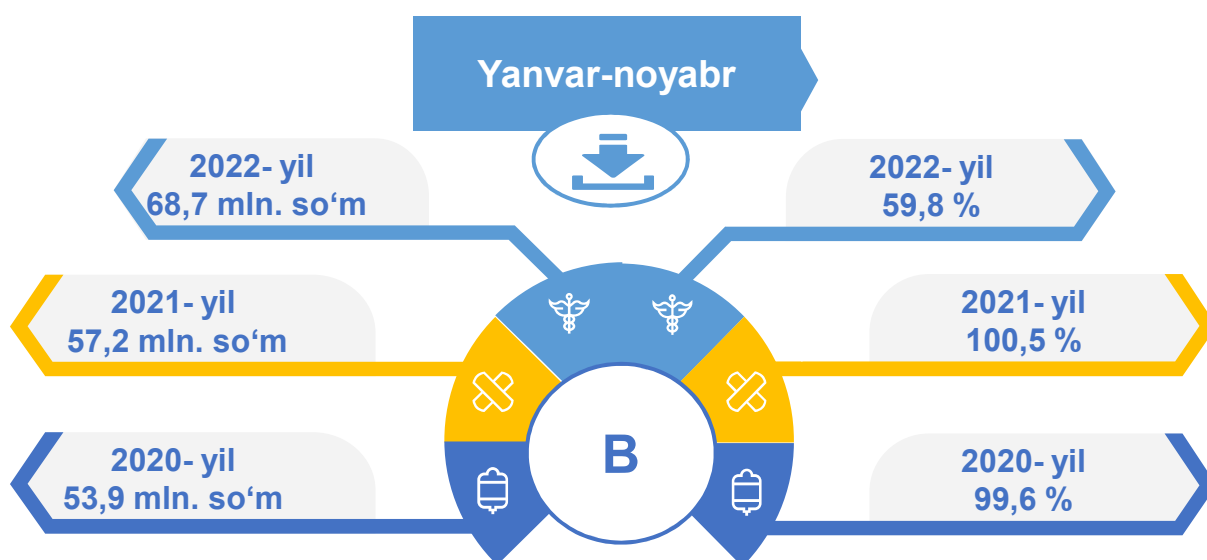 Yanvar-noyabr
2022- yil
68,7 mln. so‘m
2022- yil
59,8 %
2021- yil
57,2 mln. so‘m
2021- yil
100,5 %
2020- yil
53,9 mln. so‘m
2020- yil
99,6 %
B